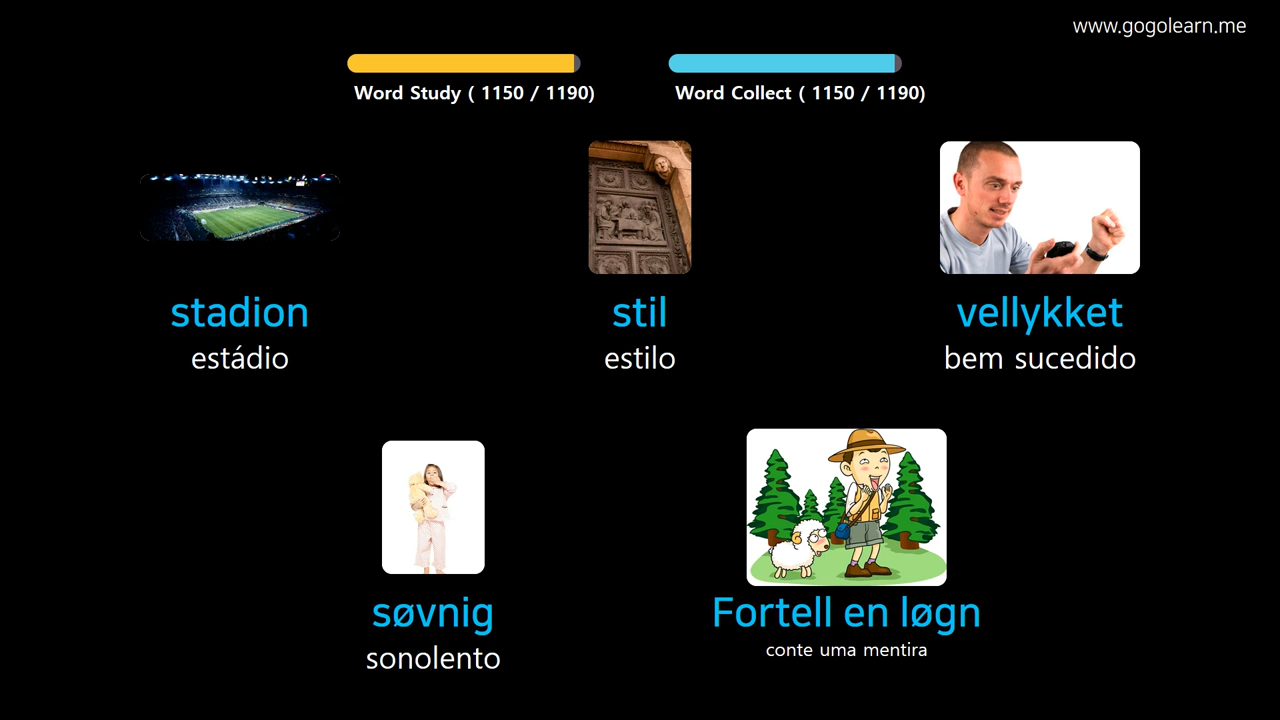 www.gogolearn.me
Word Study ( 1150 / 1190)
Word Collect ( 1150 / 1190)
stadion
estádio
stil
estilo
vellykket
bem sucedido
søvnig
sonolento
Fortell en løgn
conte uma mentira